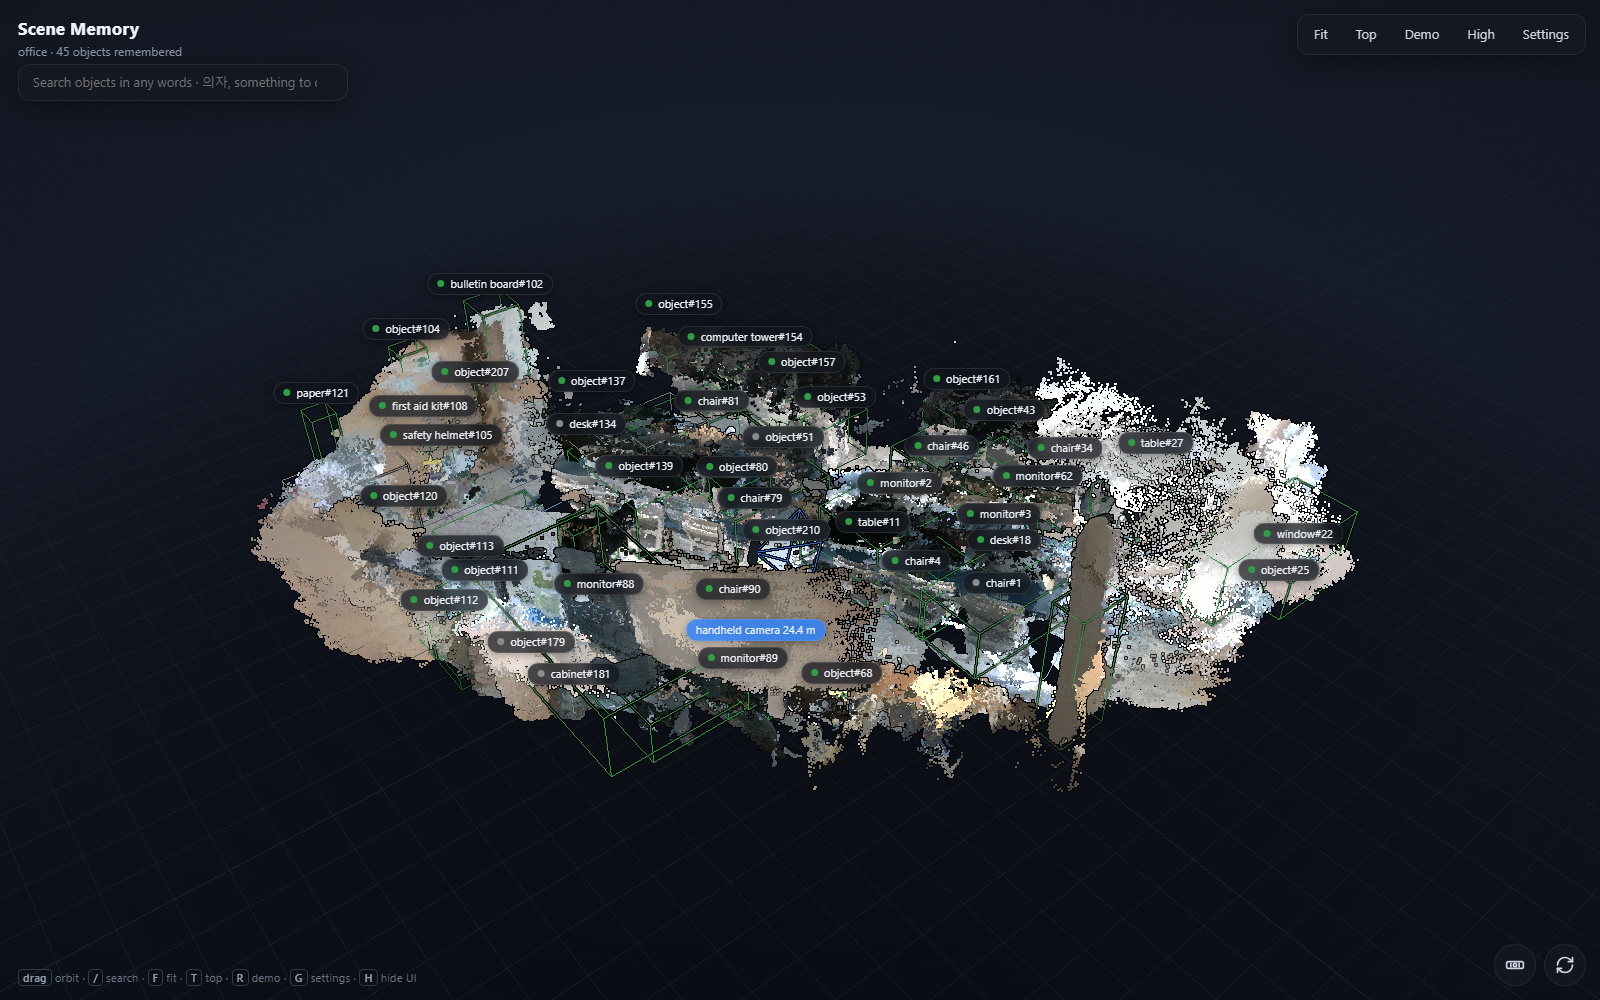 Scene Memory
office · 45 objects remembered
Search objects in any words · 의자, something to
Fit
Top
Demo
High
Settings
bulletin board#102
object#155
object#104
computer tower#154
object#157
object#207
object#137
object#161
paper#121
first aid kit#108
chair#81
object#53
object#43
desk#134
safety helmet#105
object#51
chair#46
chair#34
table#27
object#139
object#80
monitor#2
monitor#62
object#120
chair#79
monitor#3
object#210
table#11
desk#18
window#22
object#113
chair#4
object#111
object#25
monitor#88
chair#90
chair#1
object#112
handheld camera 24.4 m
object#179
monitor#89
cabinet#181
object#68
drag orbit · / search · F fit · T top · R demo · G settings · H hide UI